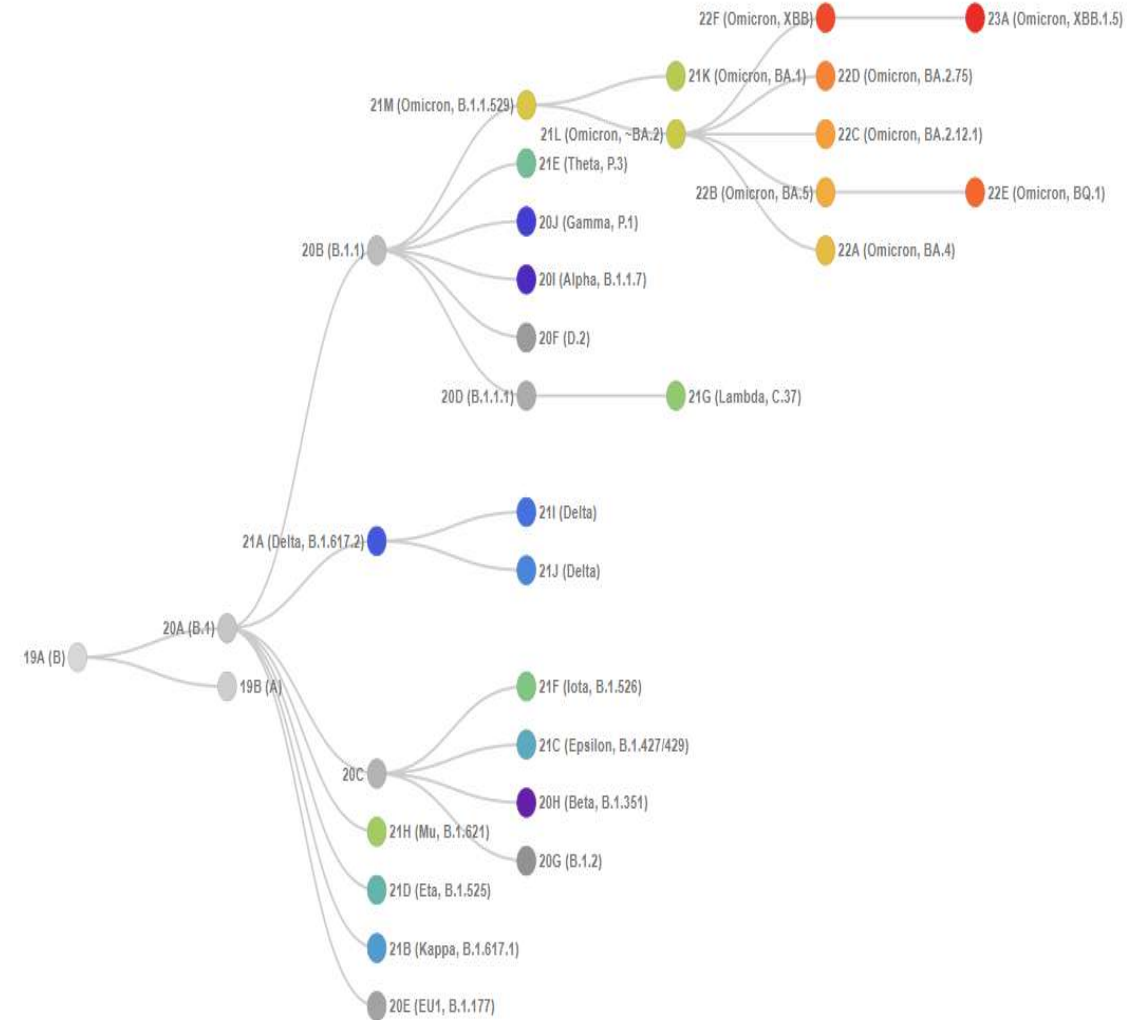 22F (Omicron, XBB)
23A (Omicron, XBB.1.5)
21K (Omicron, BA.1)
22D (Omicron, BA.2.75)
21M (Omicron, B.1.1.529)
21L (Omicron, ~BA.2)
22C (Omicron, BA.2.12.1)
21E (Theta, P.3)
22B (Omicron, BA.5)
22E (Omicron, BQ.1)
20J (Gamma, P.1)
20B (B.1.1)
22A (Omicron, BA.4)
20I (Alpha, B.1.1.7)
20F (D.2)
20D (B.1.1.1)
21G (Lambda, C.37)
21I (Delta)
21A (Delta, B.1.617.2)
21J (Delta)
20A (B.1)
19A (B)
19B (A)
21F (Iota, B.1.526)
21C (Epsilon, B.1.427/429)
20C
20H (Beta, B.1.351)
21H (Mu, B.1.621)
20G (B.1.2)
21D (Eta, B.1.525)
21B (Kappa, B.1.617.1)
20E (EU1, B.1.177)